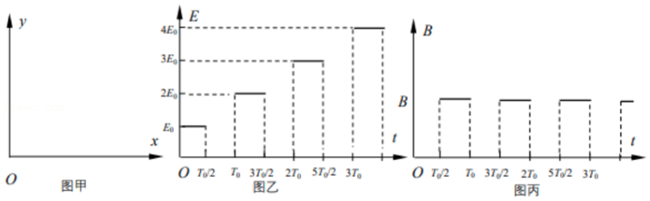 y
x
O
图甲
E
4E₀
3E₀
2E₀
E₀
t
O T₀/2 T₀ 3T₀/2 2T₀ 5T₀/2 3T₀
图乙
B
B
t
O T₀/2 T₀ 3T₀/2 2T₀ 5T₀/2 3T₀
图丙